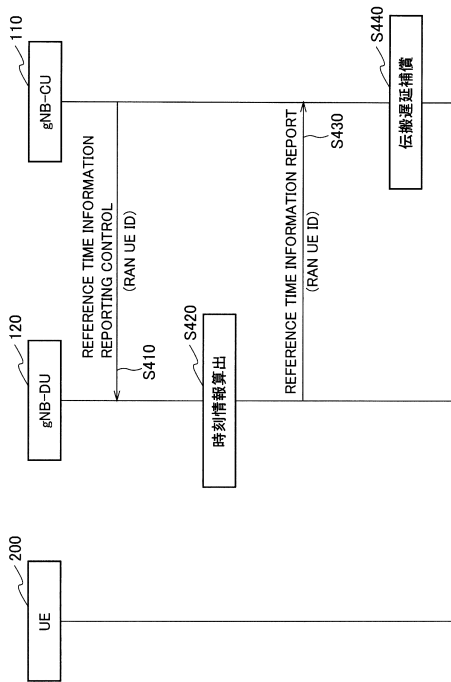 200
UE
120
gNB-DU
110
gNB-CU
REFERENCE TIME INFORMATION
REPORTING CONTROL
(RAN UE ID)
S410
S420
時刻情報算出
REFERENCE TIME INFORMATION REPORT
(RAN UE ID)
S430
S440
伝搬遅延補償